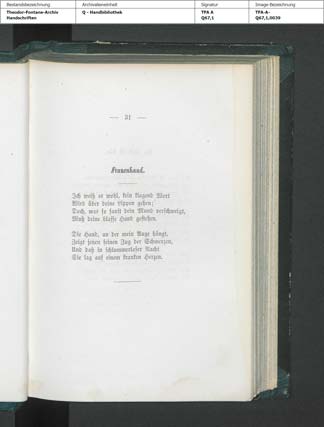 Bestandsbezeichnung Archivalieneinheit Signatur Image-Bezeichnung
Theodor-Fontane-Archiv Q - Handbibliothek TFA A TFA-A-
Handschriften Q67,1 Q67,1,0039
— 31 —
Frauenhand.
Ich weiß es wohl, kein klagend Wort
Wird über deine Lippen gehen;
Doch, was so sanft dein Mund verschweigt,
Muß deine blasse Hand gestehen.
Die Hand, an der mein Auge hängt,
Zeigt jenen feinen Zug der Schmerzen,
Und daß in schlummerloser Nacht
Sie lag auf einem kranken Herzen.